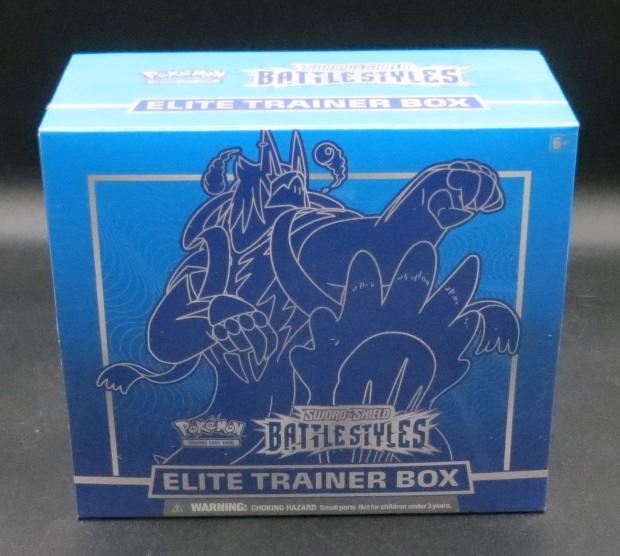 Pokémon
SWORD & SHIELD
BATTLE STYLES
ELITE TRAINER BOX
6+
Pokémon
TRADING CARD GAME
SWORD & SHIELD
BATTLE STYLES
ELITE TRAINER BOX
WARNING: CHOKING HAZARD Small parts. Not for children under 3 years.